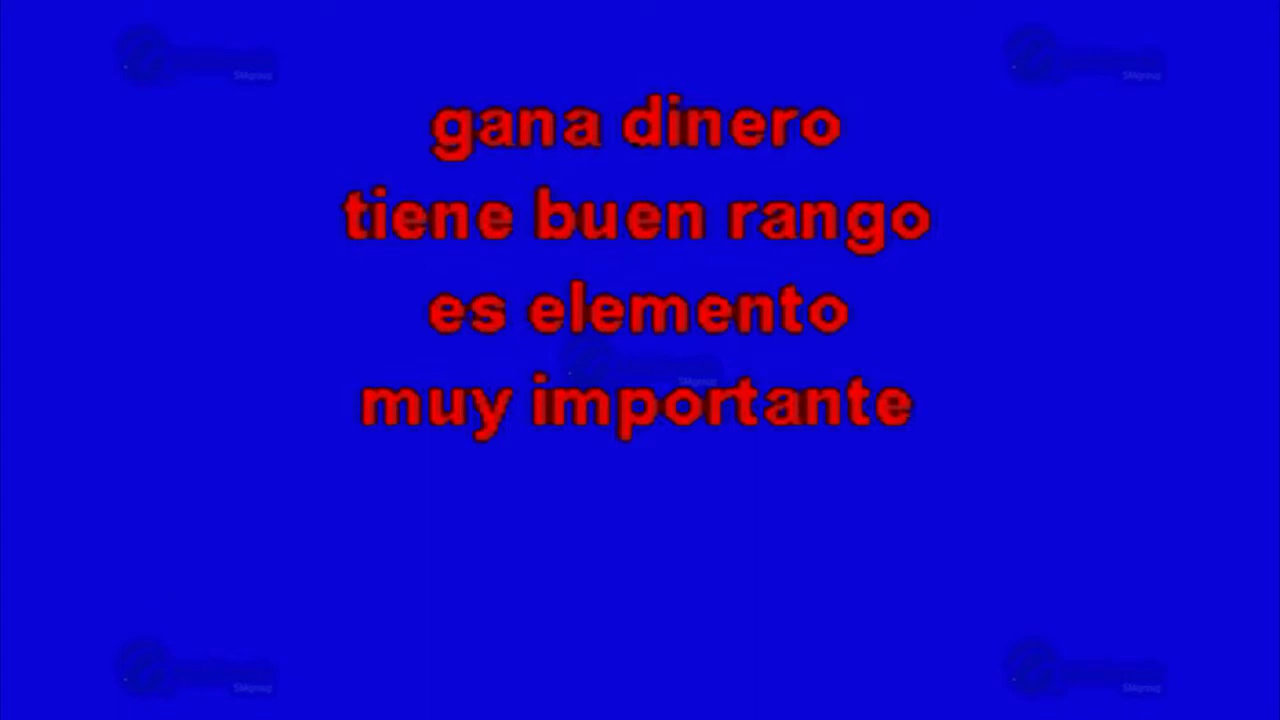 gana dinero
tiene buen rango
es elemento
muy importante